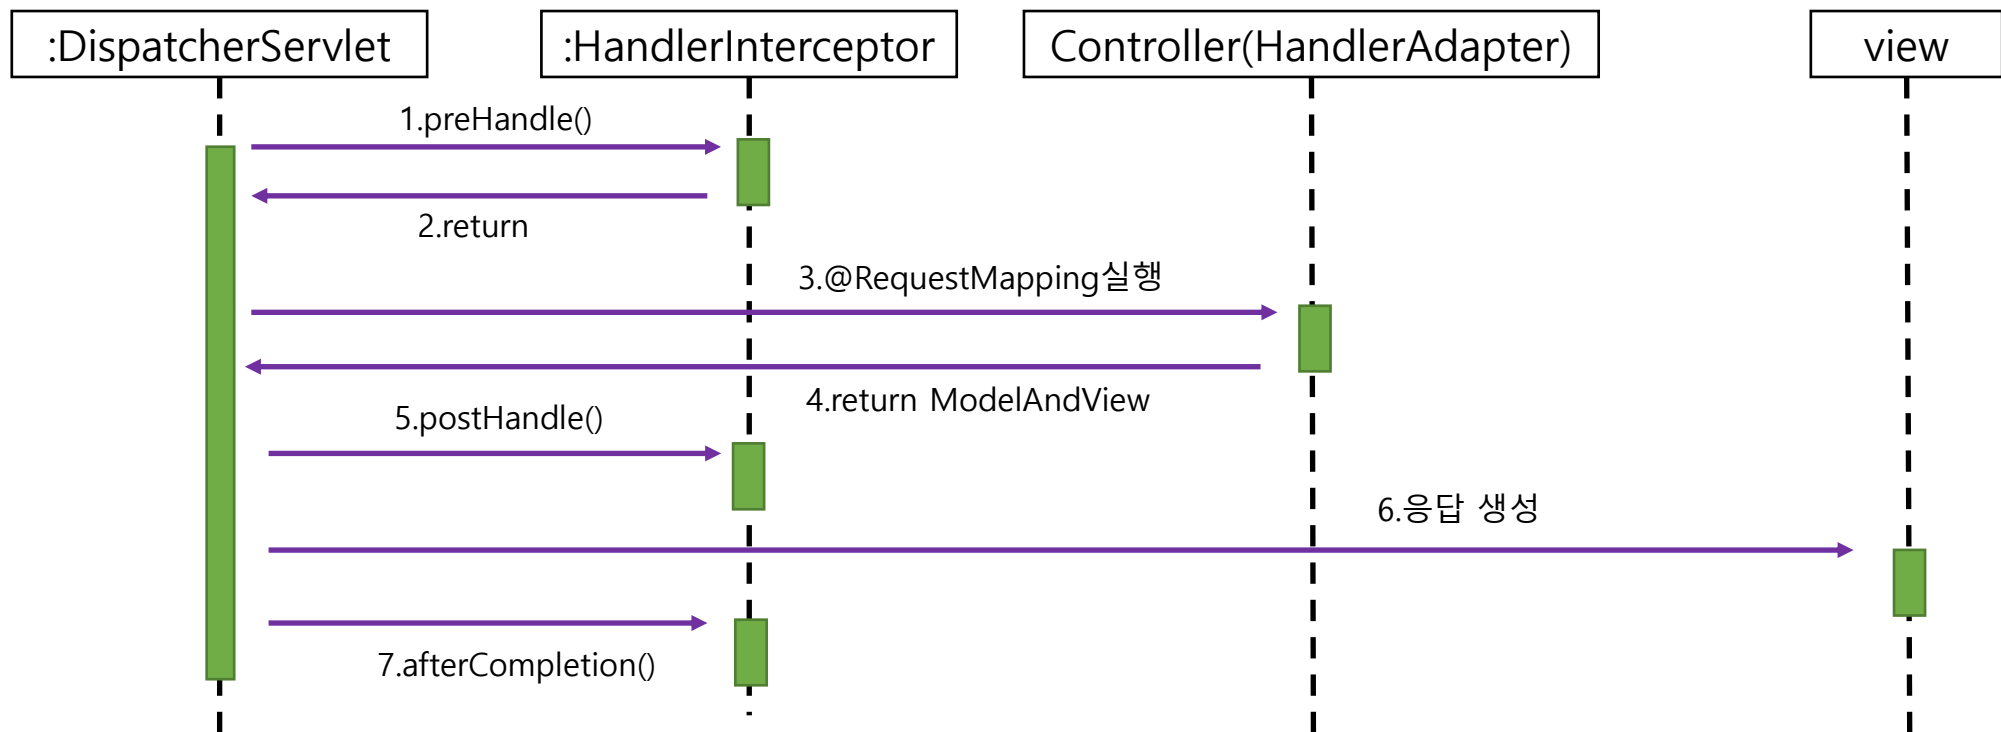 :DispatcherServlet
:HandlerInterceptor
Controller(HandlerAdapter)
view
1.preHandle()
2.return
3.@RequestMapping실행
4.return ModelAndView
5.postHandle()
6.응답 생성
7.afterCompletion()